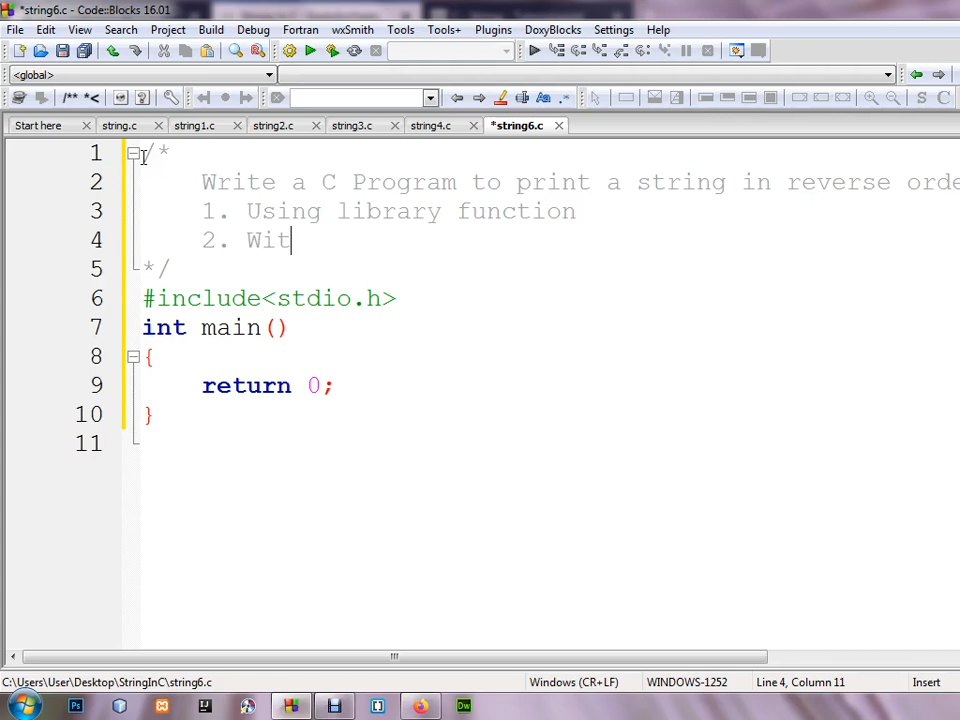 *string6.c - Code::Blocks 16.01
File Edit View Search Project Build Debug Fortran wxSmith Tools Tools+ Plugins DoxyBlocks Settings Help
<global>
/** *<
S C
Start here string.c string1.c string2.c string3.c string4.c *string6.c
1 /*
2 Write a C Program to print a string in reverse orde
3 1. Using library function
4 2. Wit
5 */
6 #include<stdio.h>
7 int main()
8 {
9 return 0;
10 }
11
C:\Users\User\Desktop\StringInC\string6.c Windows (CR+LF) WINDOWS-1252 Line 4, Column 11 Insert
Ps Dw